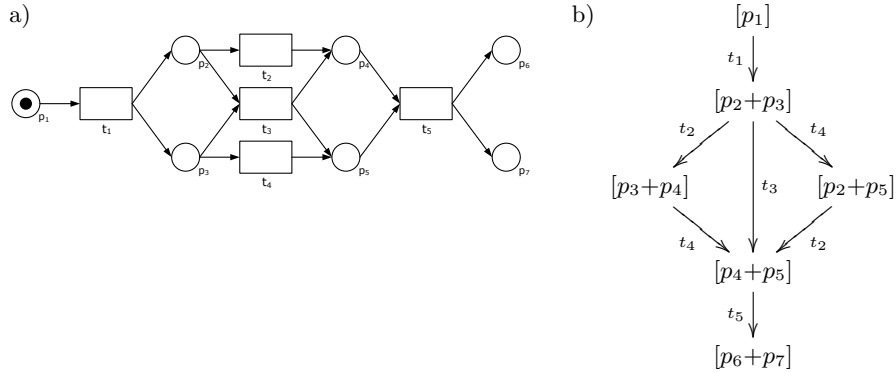 a)
p₁
t₁
p₂
p₃
t₂
t₃
t₄
p₄
p₅
t₅
p₆
p₇
b)
[p₁]
t₁
[p₂+p₃]
t₂
t₄
[p₃+p₄]
t₃
[p₂+p₅]
t₄
t₂
[p₄+p₅]
t₅
[p₆+p₇]